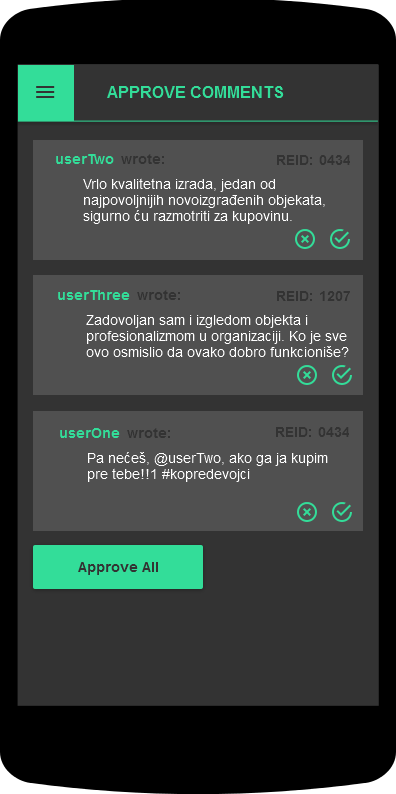 APPROVE COMMENTS
userTwo wrote: REID: 0434
Vrlo kvalitetna izrada, jedan od
najpovoljnijih novoizgrađenih objekata,
sigurno ću razmotriti za kupovinu.
userThree wrote: REID: 1207
Zadovoljan sam i izgledom objekta i
profesionalizmom u organizaciji. Ko je sve
ovo osmislio da ovako dobro funkcioniše?
userOne wrote: REID: 0434
Pa nećeš, @userTwo, ako ga ja kupim
pre tebe!!1 #kopredevojci
Approve All